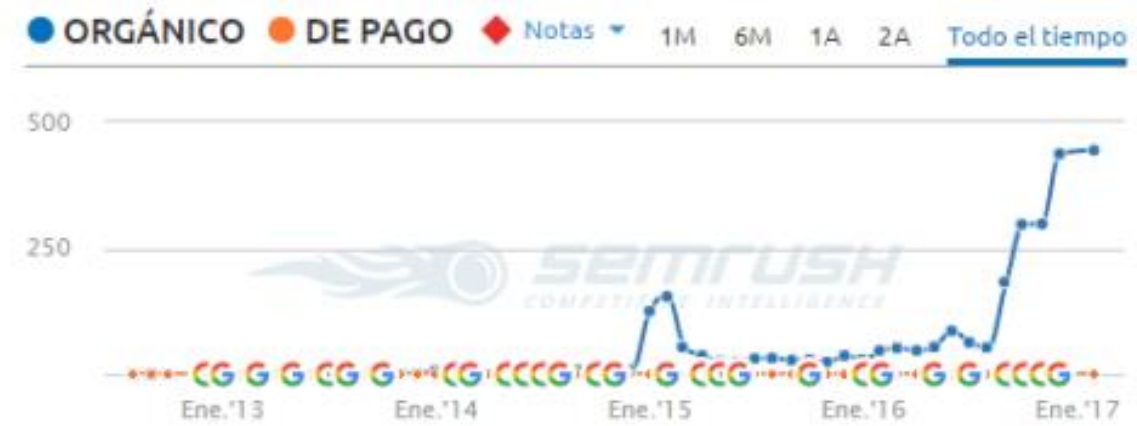 ORGÁNICO DE PAGO Notas 1M 6M 1A 2A Todo el tiempo
500
250
semrush
COMPETITIVE INTELLIGENCE
Ene.'13 Ene.'14 Ene.'15 Ene.'16 Ene.'17